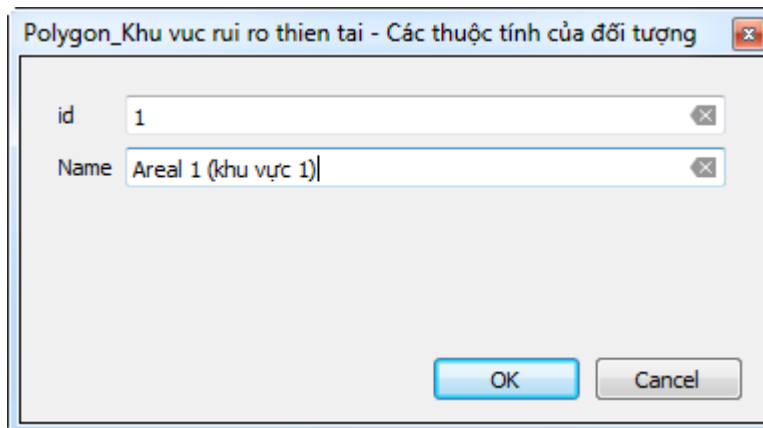 Polygon_Khu vuc rui ro thien tai - Các thuộc tính của đối tượng
id 1
Name Areal 1 (khu vực 1)
OK Cancel